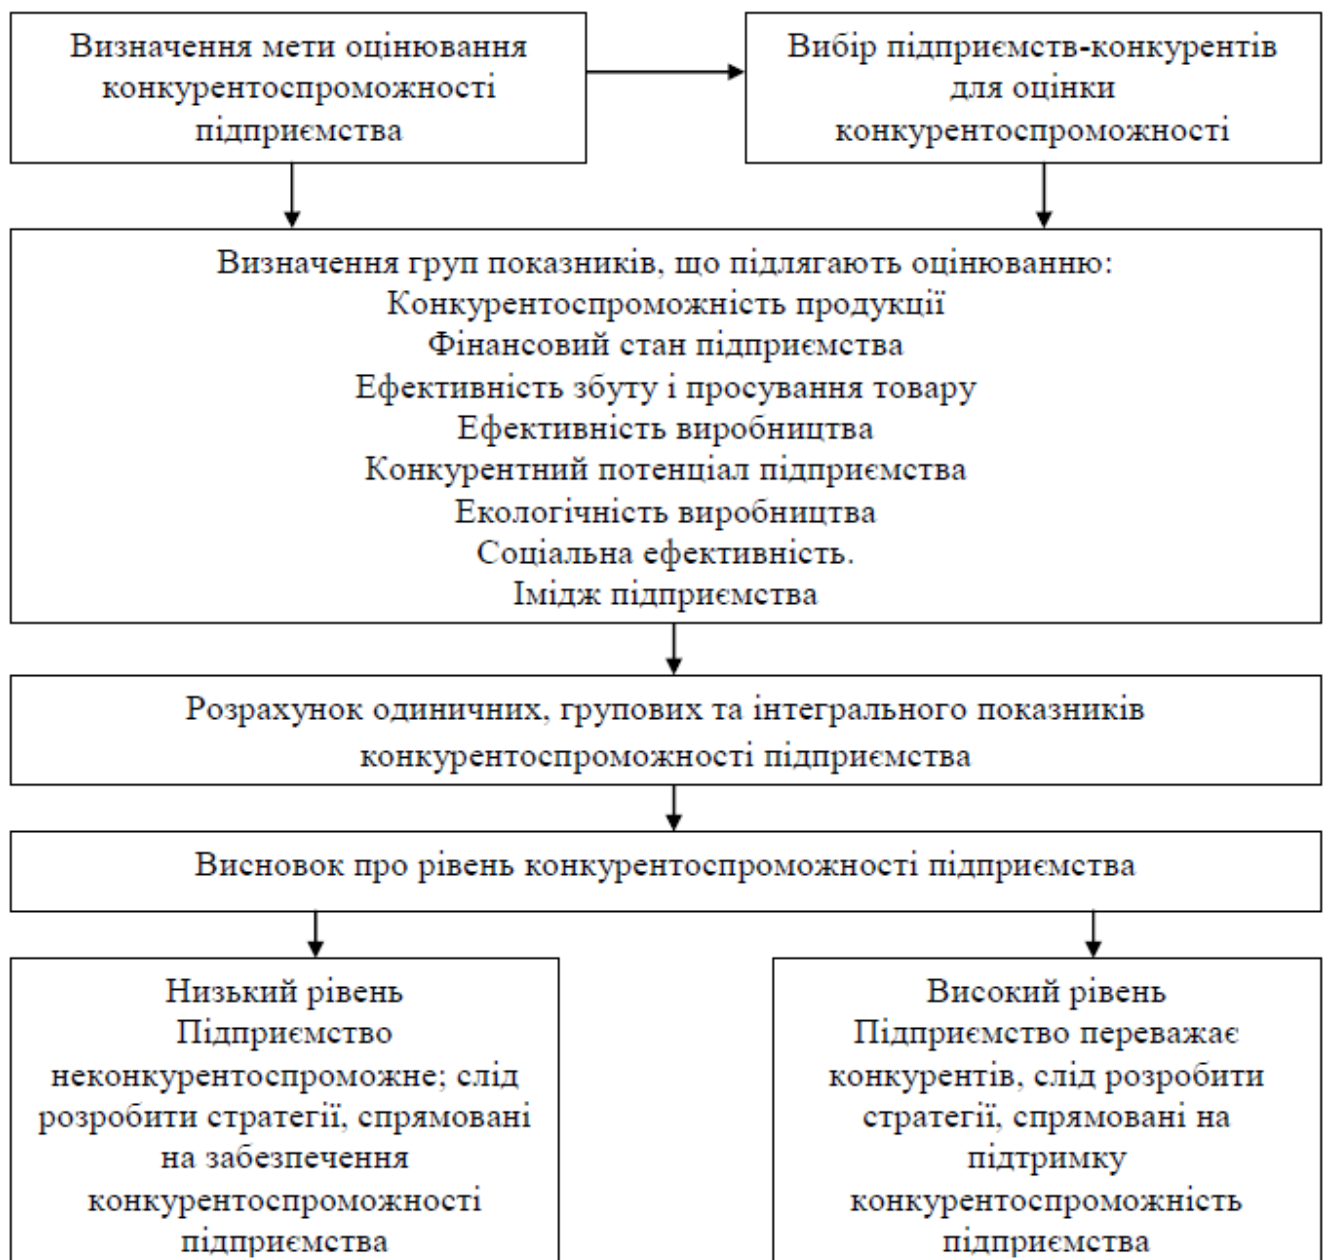 Визначення мети оцінювання
конкурентоспроможності
підприємства
Вибір підприємств-конкурентів
для оцінки
конкурентоспроможності
Визначення груп показників, що підлягають оцінюванню:
Конкурентоспроможність продукції
Фінансовий стан підприємства
Ефективність збуту і просування товару
Ефективність виробництва
Конкурентний потенціал підприємства
Екологічність виробництва
Соціальна ефективність.
Імідж підприємства
Розрахунок одиничних, групових та інтегрального показників
конкурентоспроможності підприємства
Висновок про рівень конкурентоспроможності підприємства
Низький рівень
Підприємство
неконкурентоспроможне; слід
розробити стратегії, спрямовані
на забезпечення
конкурентоспроможності
підприємства
Високий рівень
Підприємство переважає
конкурентів, слід розробити
стратегії, спрямовані на
підтримку
конкурентоспроможність
підприємства